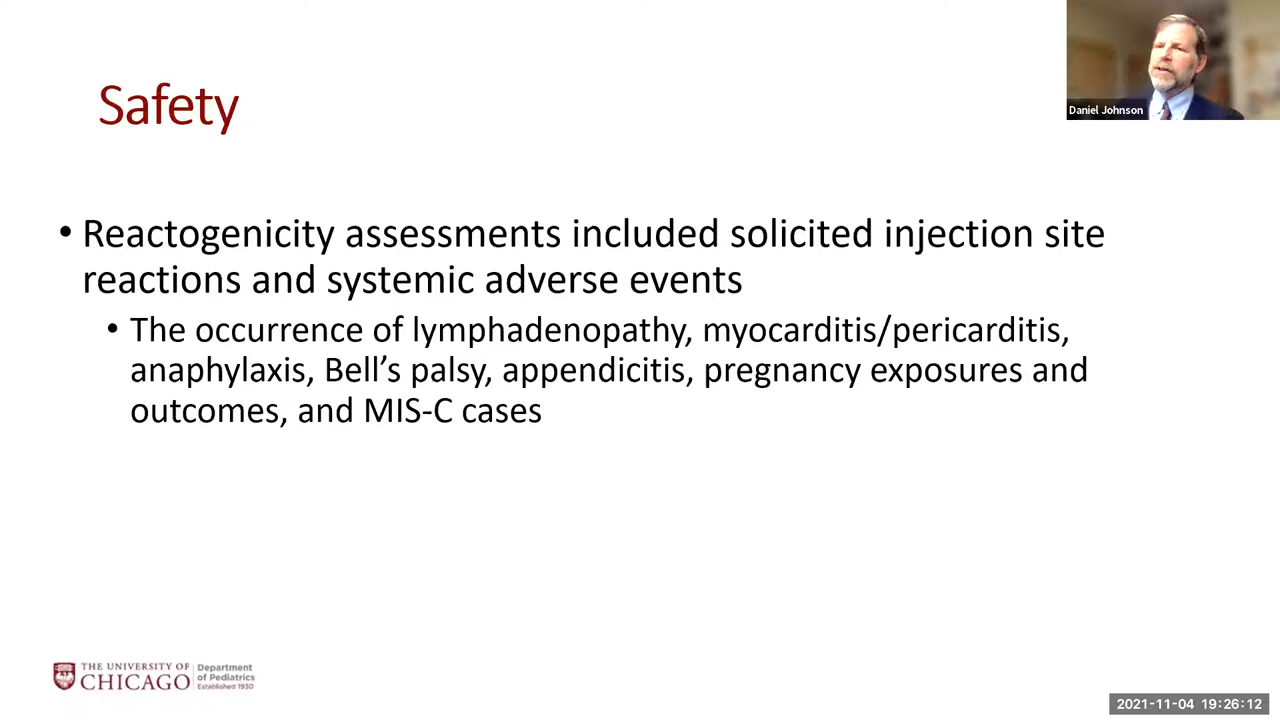 Safety
Daniel Johnson
• Reactogenicity assessments included solicited injection site
reactions and systemic adverse events
• The occurrence of lymphadenopathy, myocarditis/pericarditis,
anaphylaxis, Bell’s palsy, appendicitis, pregnancy exposures and
outcomes, and MIS-C cases
THE UNIVERSITY OF
CHICAGO
Department
of Pediatrics
Established 1930
2021-11-04 19:26:12